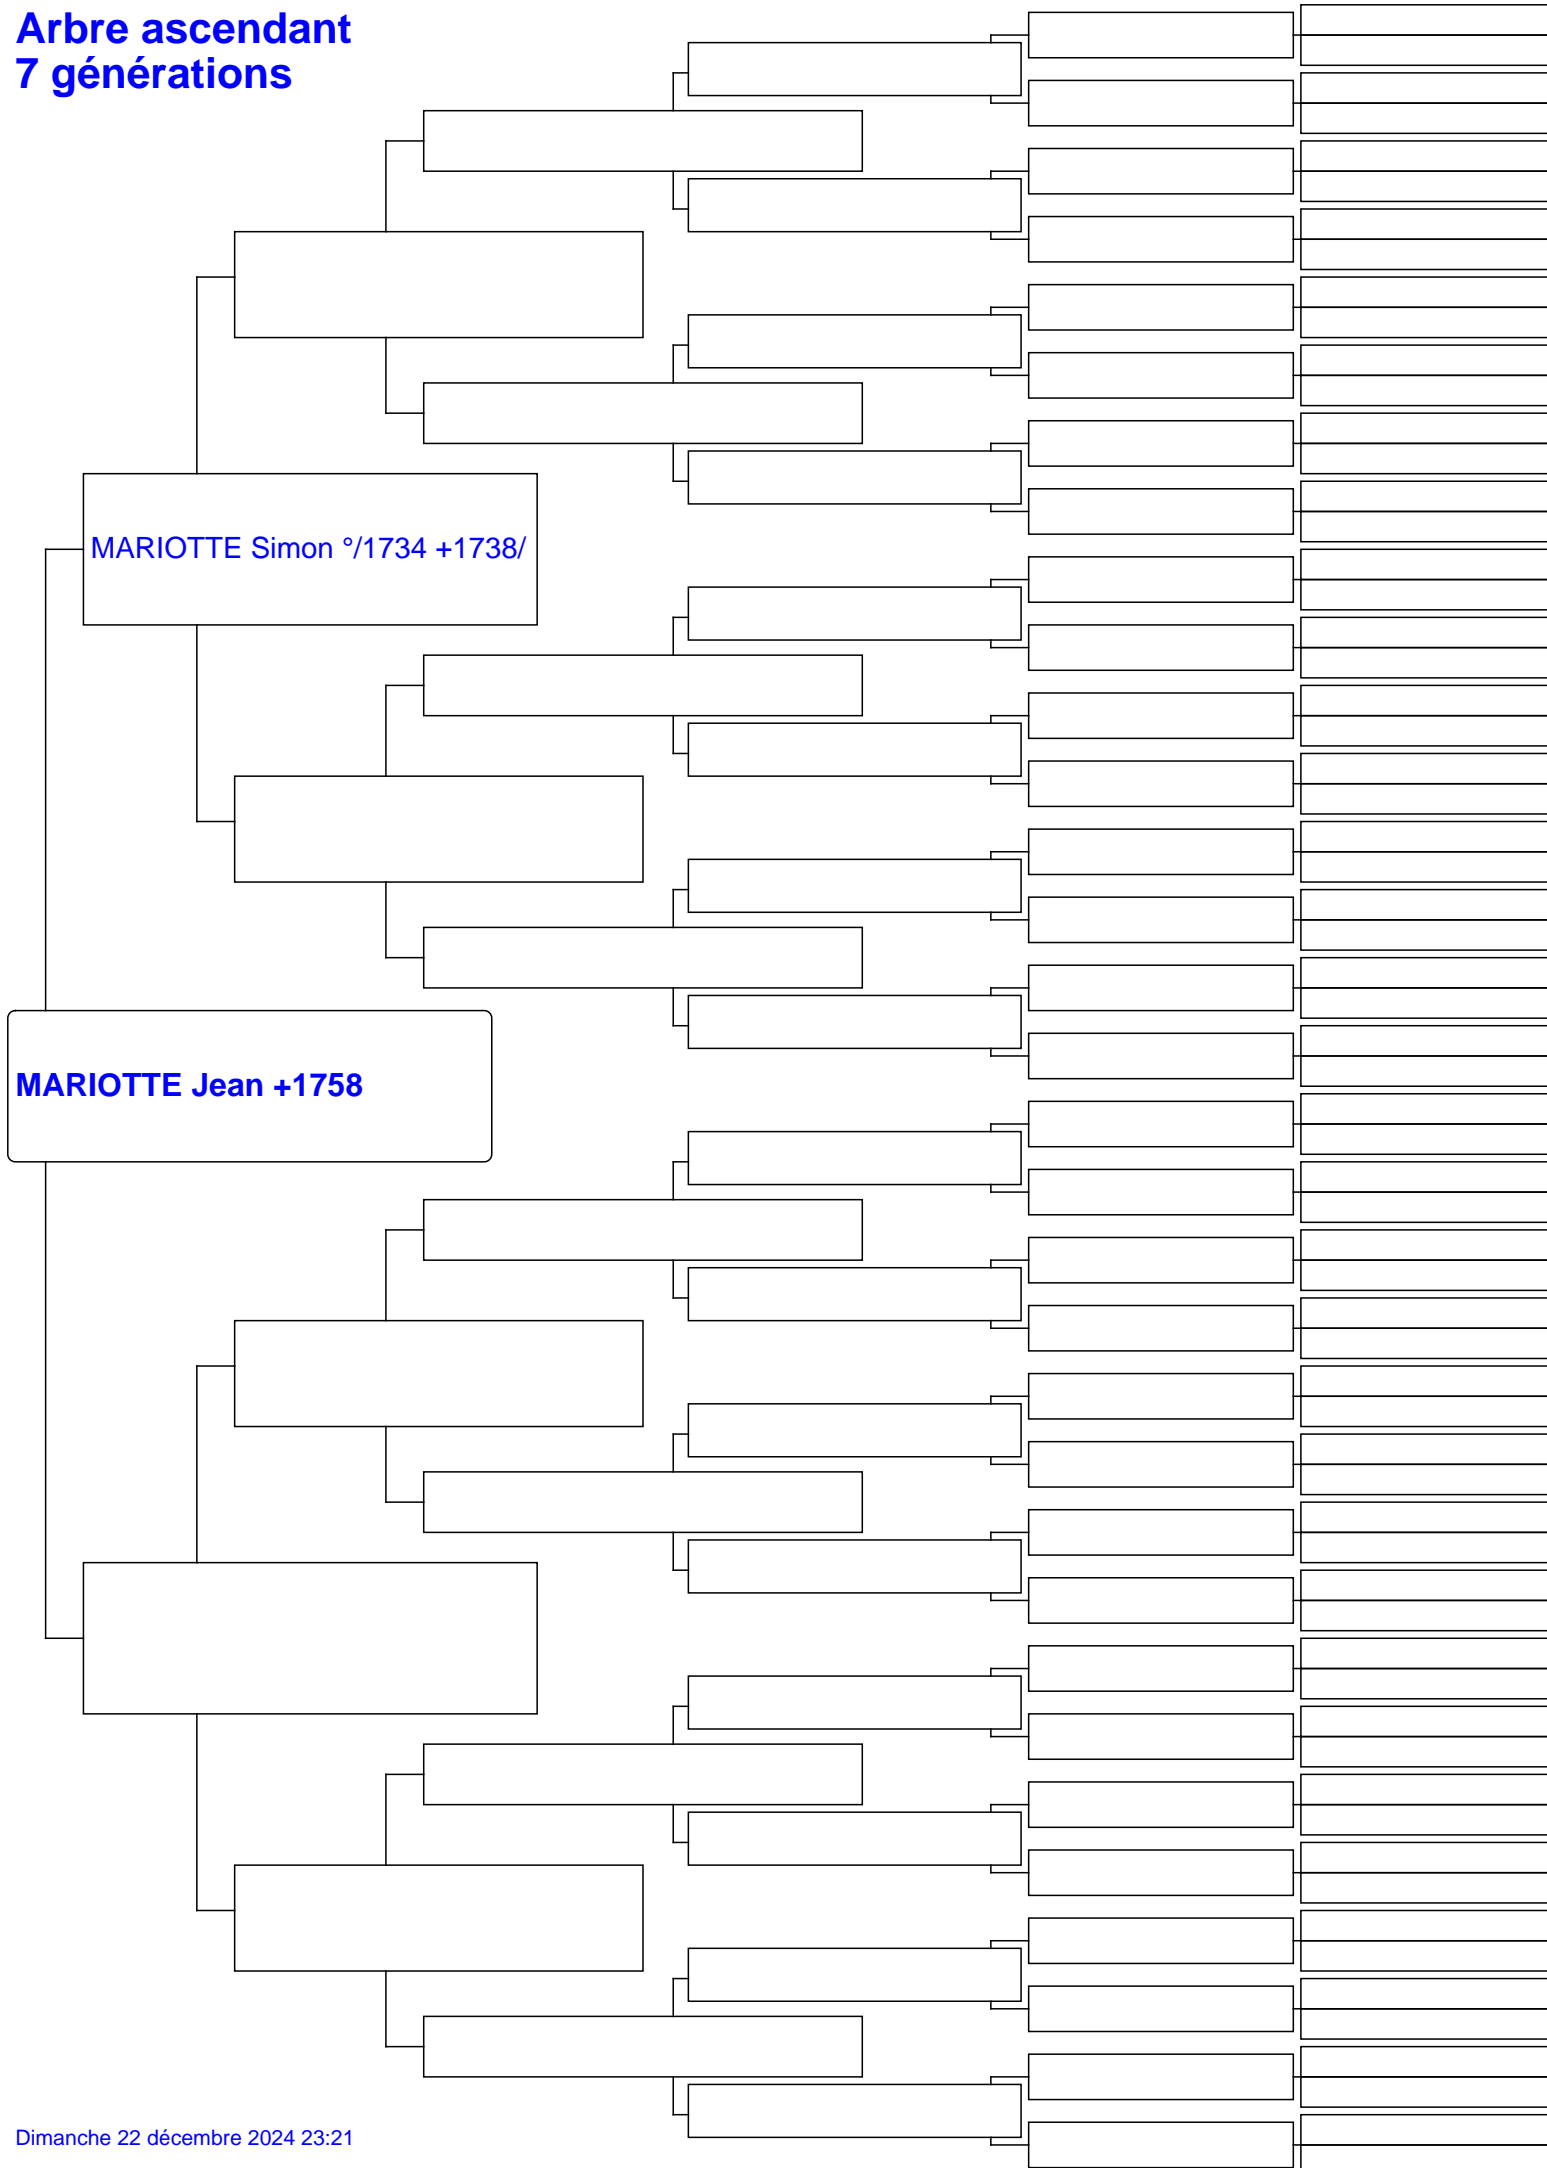 Arbre ascendant
7 générations
MARIOTTE Simon °/1734 +1738/
MARIOTTE Jean +1758
Dimanche 22 décembre 2024 23:21